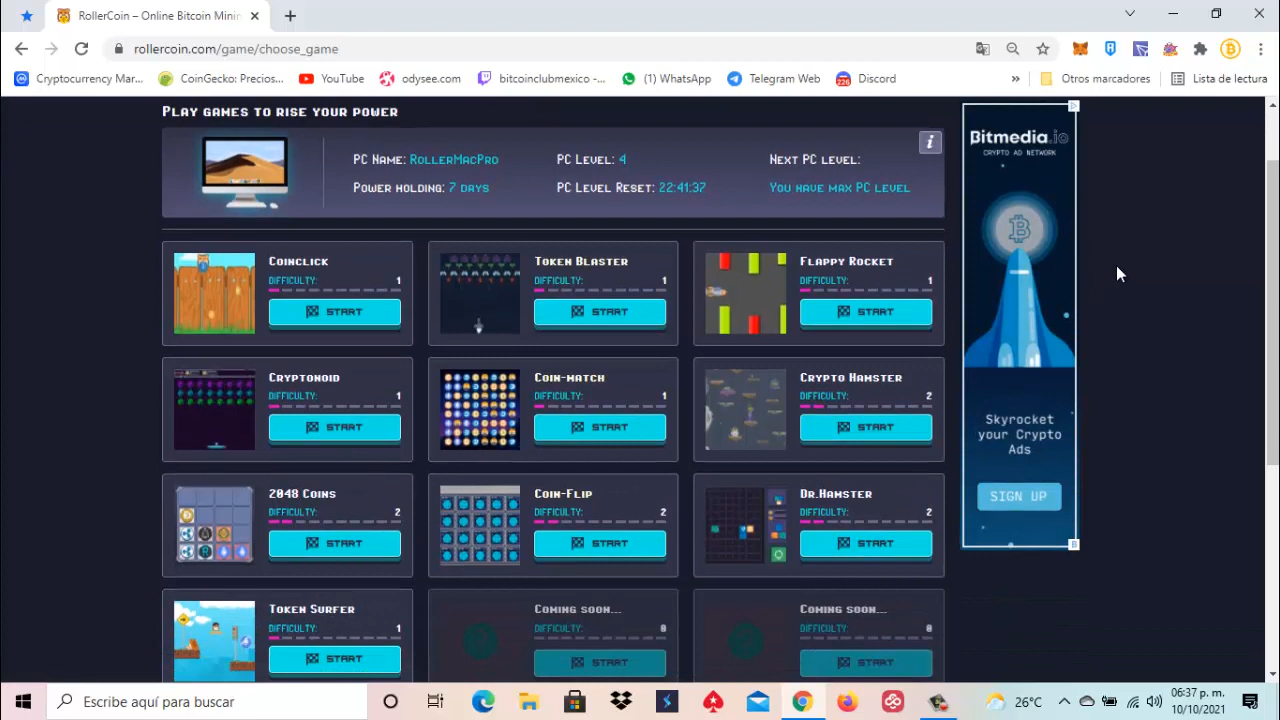 RollerCoin – Online Bitcoin Minin
rollercoin.com/game/choose_game
Cryptocurrency Mar...
CoinGecko: Precios...
YouTube
odysee.com
bitcoinclubmexico -...
(1) WhatsApp
Telegram Web
226
Discord
»
Otros marcadores
Lista de lectura
Play games to rise your power
PC Name: RollerMacPro
PC Level: 4
Next PC level:
Power holding: 7 days
PC Level Reset: 22:41:37
You have max PC level
i
Coinclick
Difficulty: 1
Start
Token Blaster
Difficulty: 1
Start
Flappy Rocket
Difficulty: 1
Start
Cryptonoid
Difficulty: 1
Start
Coin-match
Difficulty: 1
Start
Crypto Hamster
Difficulty: 2
Start
2048 Coins
Difficulty: 2
Start
Coin-Flip
Difficulty: 2
Start
Dr.Hamster
Difficulty: 2
Start
Token Surfer
Difficulty: 1
Start
Coming soon...
Difficulty: 0
Start
Coming soon...
Difficulty: 0
Start
Bitmedia.io
CRYPTO AD NETWORK
Skyrocket
your Crypto
Ads
SIGN UP
Escribe aquí para buscar
26°C
06:37 p. m.
10/10/2021